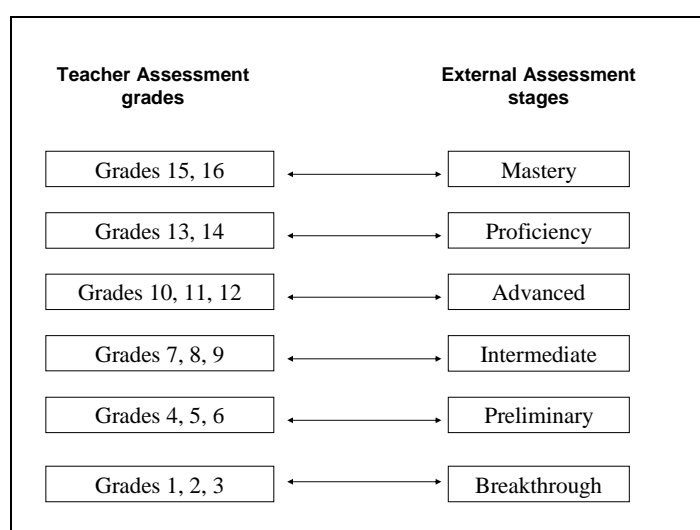 Teacher Assessment
grades
External Assessment
stages
Grades 15, 16
Mastery
Grades 13, 14
Proficiency
Grades 10, 11, 12
Advanced
Grades 7, 8, 9
Intermediate
Grades 4, 5, 6
Preliminary
Grades 1, 2, 3
Breakthrough